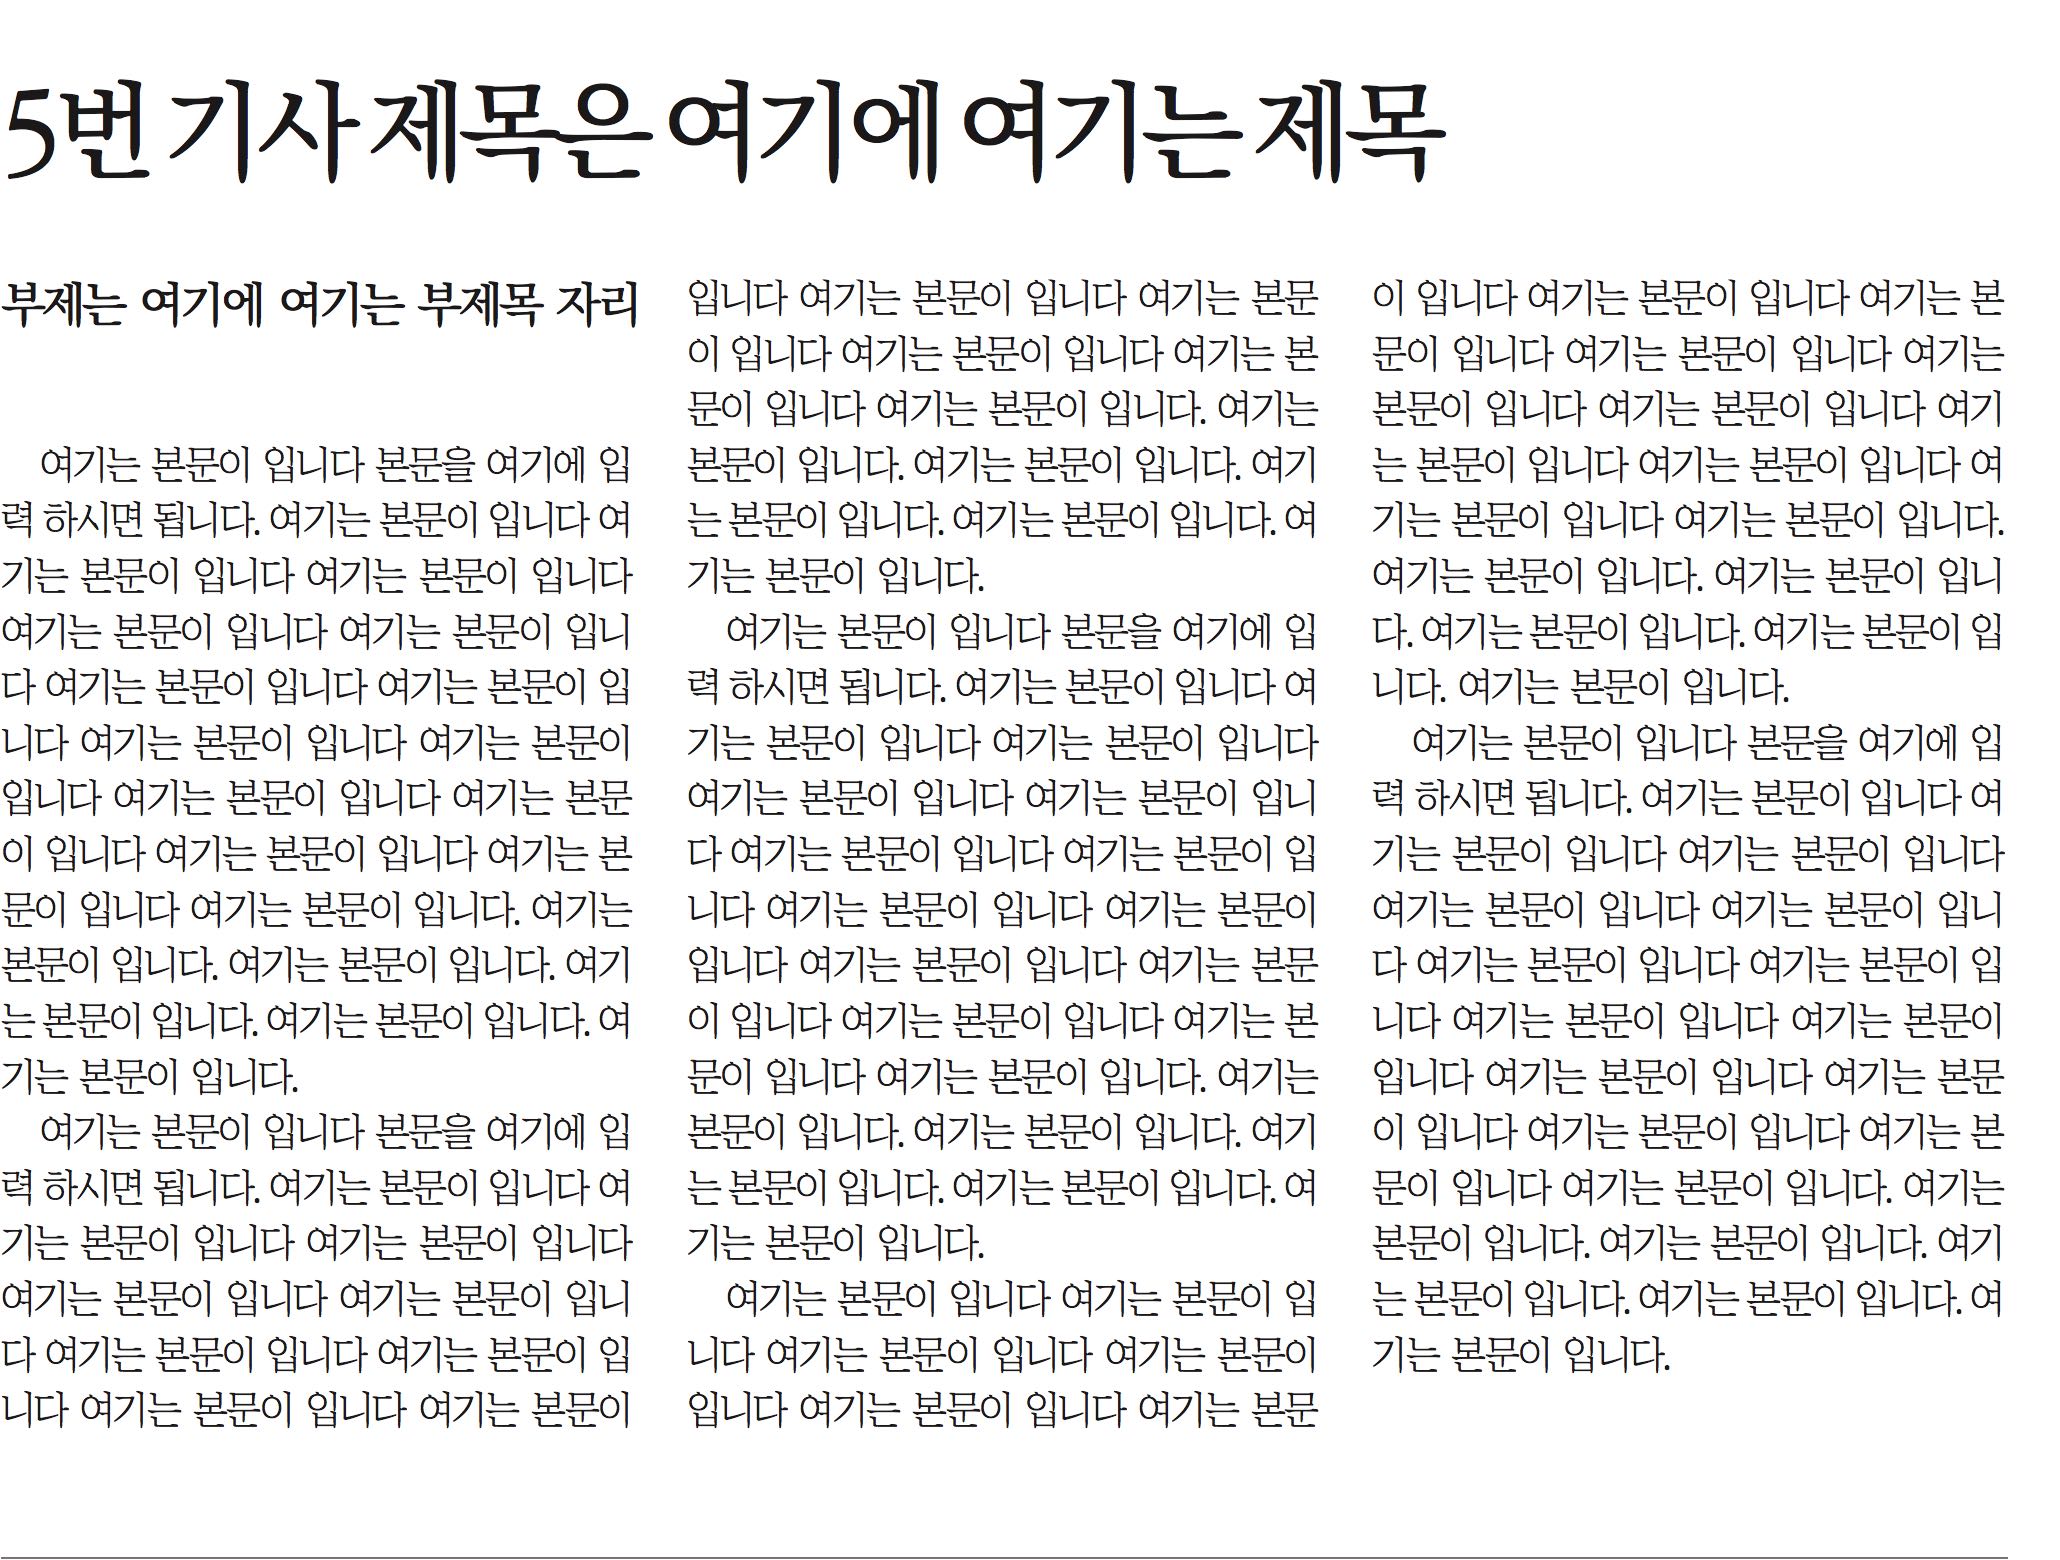 5번 기사 제목은 여기에 여기는 제목
부제는 여기에 여기는 부제목 자리
여기는 본문이 입니다 본문을 여기에 입
력 하시면 됩니다. 여기는 본문이 입니다 여
기는 본문이 입니다 여기는 본문이 입니다
여기는 본문이 입니다 여기는 본문이 입니
다 여기는 본문이 입니다 여기는 본문이 입
니다 여기는 본문이 입니다 여기는 본문이
입니다 여기는 본문이 입니다 여기는 본문
이 입니다 여기는 본문이 입니다 여기는 본
문이 입니다 여기는 본문이 입니다. 여기는
본문이 입니다. 여기는 본문이 입니다. 여기
는 본문이 입니다. 여기는 본문이 입니다. 여
기는 본문이 입니다.
여기는 본문이 입니다 본문을 여기에 입
력 하시면 됩니다. 여기는 본문이 입니다 여
기는 본문이 입니다 여기는 본문이 입니다
여기는 본문이 입니다 여기는 본문이 입니
다 여기는 본문이 입니다 여기는 본문이 입
니다 여기는 본문이 입니다 여기는 본문이
입니다 여기는 본문이 입니다 여기는 본문
이 입니다 여기는 본문이 입니다 여기는 본
문이 입니다 여기는 본문이 입니다. 여기는
본문이 입니다. 여기는 본문이 입니다. 여기
는 본문이 입니다. 여기는 본문이 입니다. 여
기는 본문이 입니다.
여기는 본문이 입니다 본문을 여기에 입
력 하시면 됩니다. 여기는 본문이 입니다 여
기는 본문이 입니다 여기는 본문이 입니다
여기는 본문이 입니다 여기는 본문이 입니
다 여기는 본문이 입니다 여기는 본문이 입
니다 여기는 본문이 입니다 여기는 본문이
입니다 여기는 본문이 입니다 여기는 본문
이 입니다 여기는 본문이 입니다 여기는 본
문이 입니다 여기는 본문이 입니다. 여기는
본문이 입니다. 여기는 본문이 입니다. 여기
는 본문이 입니다. 여기는 본문이 입니다. 여
기는 본문이 입니다.
여기는 본문이 입니다 여기는 본문이 입
니다 여기는 본문이 입니다 여기는 본문이
입니다 여기는 본문이 입니다 여기는 본문
이 입니다 여기는 본문이 입니다 여기는 본
문이 입니다 여기는 본문이 입니다 여기는
본문이 입니다 여기는 본문이 입니다 여기
는 본문이 입니다 여기는 본문이 입니다 여
기는 본문이 입니다 여기는 본문이 입니다.
여기는 본문이 입니다. 여기는 본문이 입니
다. 여기는 본문이 입니다. 여기는 본문이 입
니다. 여기는 본문이 입니다.
여기는 본문이 입니다 본문을 여기에 입
력 하시면 됩니다. 여기는 본문이 입니다 여
기는 본문이 입니다 여기는 본문이 입니다
여기는 본문이 입니다 여기는 본문이 입니
다 여기는 본문이 입니다 여기는 본문이 입
니다 여기는 본문이 입니다 여기는 본문이
입니다 여기는 본문이 입니다 여기는 본문
이 입니다 여기는 본문이 입니다 여기는 본
문이 입니다 여기는 본문이 입니다. 여기는
본문이 입니다. 여기는 본문이 입니다. 여기
는 본문이 입니다. 여기는 본문이 입니다. 여
기는 본문이 입니다.